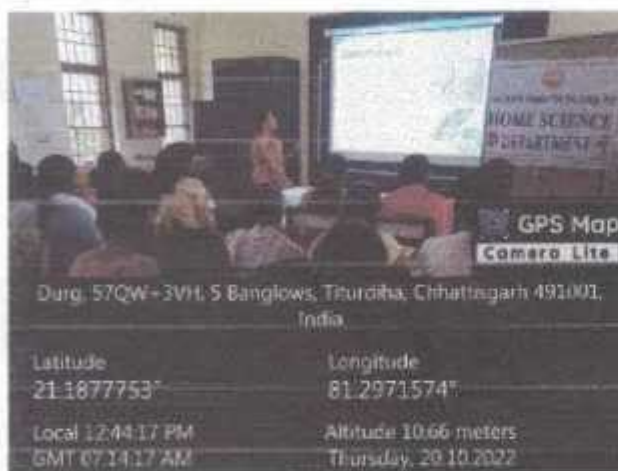 HOME SCIENCE
DEPARTMENT
GPS Map
Camera Lite
Durg, 57QW+3VH, 5 Banglows, Titurdiha, Chhattisgarh 491001,
India
Latitude
21.1877753°
Longitude
81.2971574°
Local 12:44:17 PM
GMT 07:14:17 AM
Altitude 10.66 meters
Thursday, 20.10.2022